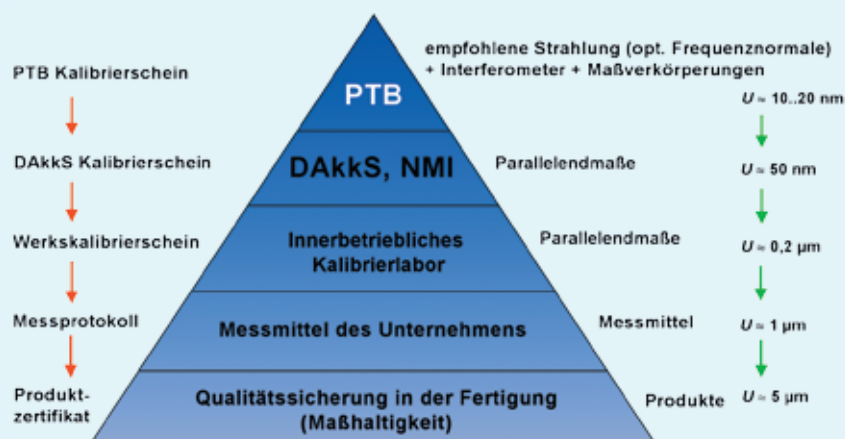 empfohlene Strahlung (opt. Frequenznormale)
+ Interferometer + Maßverkörperungen
PTB Kalibrierschein
PTB
U ≈ 10..20 nm
DAkkS Kalibrierschein
DAkkS, NMI
Parallelendmaße
U ≈ 50 nm
Werkskalibrierschein
Innerbetriebliches
Kalibrierlabor
Parallelendmaße
U ≈ 0,2 µm
Messprotokoll
Messmittel des Unternehmens
Messmittel
U ≈ 1 µm
Produkt-
zertifikat
Qualitätssicherung in der Fertigung
(Maßhaltigkeit)
Produkte
U ≈ 5 µm